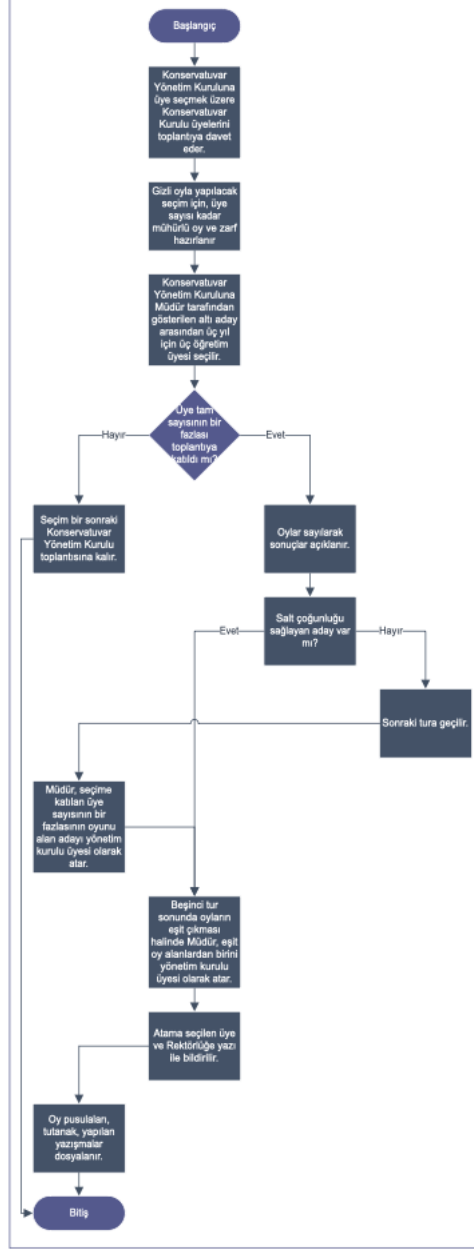 Başlangıç
Konservatuvar
Yönetim Kuruluna
üye seçmek üzere
Konservatuvar
Kurulu üyelerini
toplantıya davet
eder.
Gizli oyla yapılacak
seçim için, üye
sayısı kadar
mühürlü oy ve zarf
hazırlanır
Konservatuvar
Yönetim Kuruluna
Müdür tarafından
gösterilen altı aday
arasından üç yıl
için üç öğretim
üyesi seçilir.
Üye tam
sayısının bir
fazlası
toplantıya
katıldı mı?
Hayır
Evet
Seçim bir sonraki
Konservatuvar
Yönetim Kurulu
toplantısına kalır.
Oylar sayılarak
sonuçlar açıklanır.
Salt çoğunluğu
sağlayan aday var
mı?
Evet
Hayır
Sonraki tura geçilir.
Müdür, seçime
katılan üye
sayısının bir
fazlasının oyunu
alan adayı yönetim
kurulu üyesi olarak
atar.
Beşinci tur
sonunda oyların
eşit çıkması
halinde Müdür, eşit
oy alanlardan birini
yönetim kurulu
üyesi olarak atar.
Atama seçilen üye
ve Rektörlüğe yazı
ile bildirilir.
Oy pusulaları,
tutanak, yapılan
yazışmalar
dosyalanır.
Bitiş